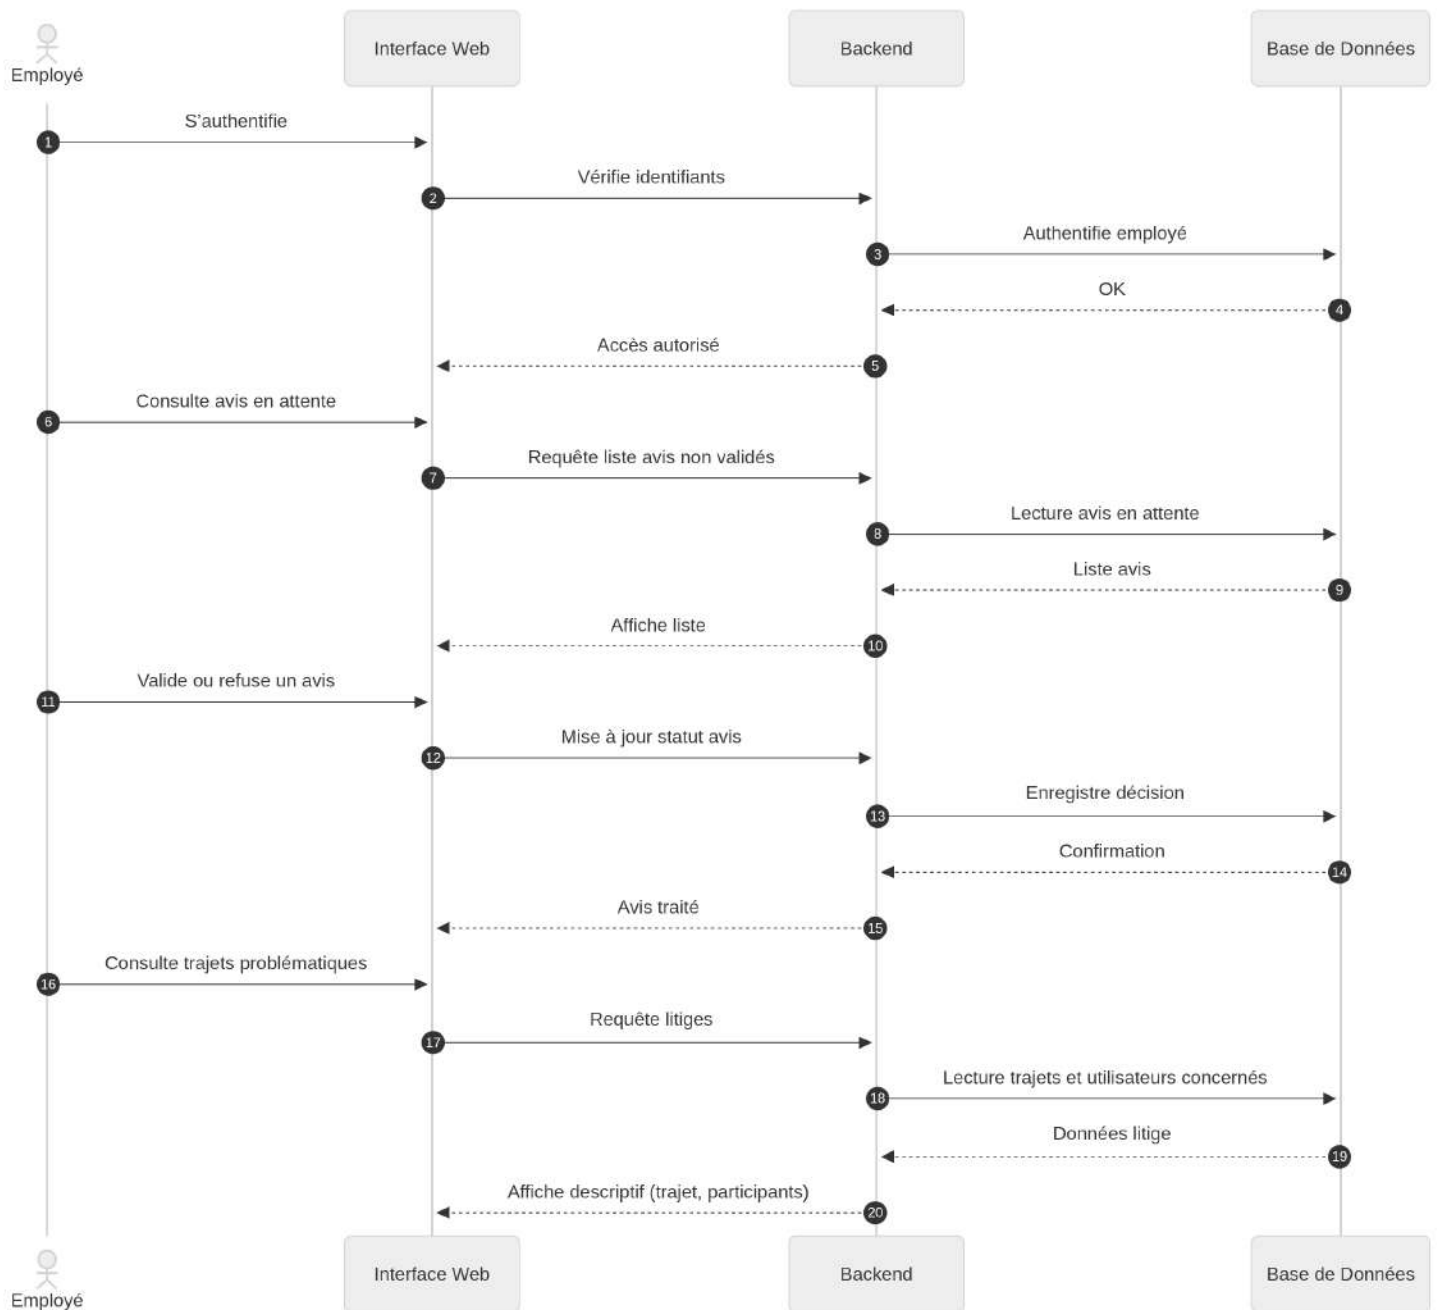 Employé
Interface Web
Backend
Base de Données
S'authentifie
1
Vérifie identifiants
2
Authentifie employé
3
OK
4
Accès autorisé
5
Consulte avis en attente
6
Requête liste avis non validés
7
Lecture avis en attente
8
Liste avis
9
Affiche liste
10
Valide ou refuse un avis
11
Mise à jour statut avis
12
Enregistre décision
13
Confirmation
14
Avis traité
15
Consulte trajets problématiques
16
Requête litiges
17
Lecture trajets et utilisateurs concernés
18
Données litige
19
Affiche descriptif (trajet, participants)
20
Employé
Interface Web
Backend
Base de Données